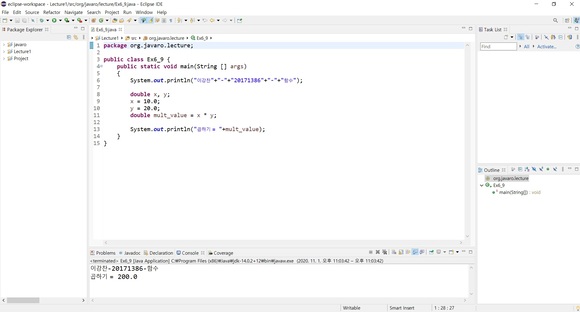 eclipse-workspace - Lecture1/src/org/javaro/lecture/Ex6_9.java - Eclipse IDE
File Edit Source Refactor Navigate Search Project Run Window Help
Package Explorer
javaro
Lecture1
Project
Ex6_9.java
Lecture1 src org.javaro.lecture Ex6_9
1 package org.javaro.lecture;
2
3 public class Ex6_9 {
4 public static void main(String [] args)
5 {
6 System.out.println("이강찬"+"-"+"20171386"+"-"+"함수");
7
8 double x, y;
9 x = 10.0;
10 y = 20.0;
11 double mult_value = x * y;
12
13 System.out.println("곱하기 = "+mult_value);
14 }
15 }
Task List
Find All Activate...
Outline
org.javaro.lecture
Ex6_9
main(String[]) : void
Problems Javadoc Declaration Console Coverage
<terminated> Ex6_9 [Java Application] C:₩Program Files (x86)₩Java₩jdk-14.0.2+12₩bin₩javaw.exe (2020. 11. 1. 오후 11:03:42 – 오후 11:03:42)
이강찬-20171386-함수
곱하기 = 200.0
Writable Smart Insert 1 : 28 : 27